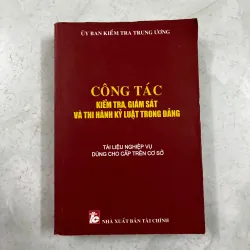 ỦY BAN KIỂM TRA TRUNG ƯƠNG
CÔNG TÁC
KIỂM TRA, GIÁM SÁT
VÀ THI HÀNH KỶ LUẬT TRONG ĐẢNG
TÀI LIỆU NGHIỆP VỤ
DÙNG CHO CẤP TRÊN CƠ SỞ
NHÀ XUẤT BẢN TÀI CHÍNH